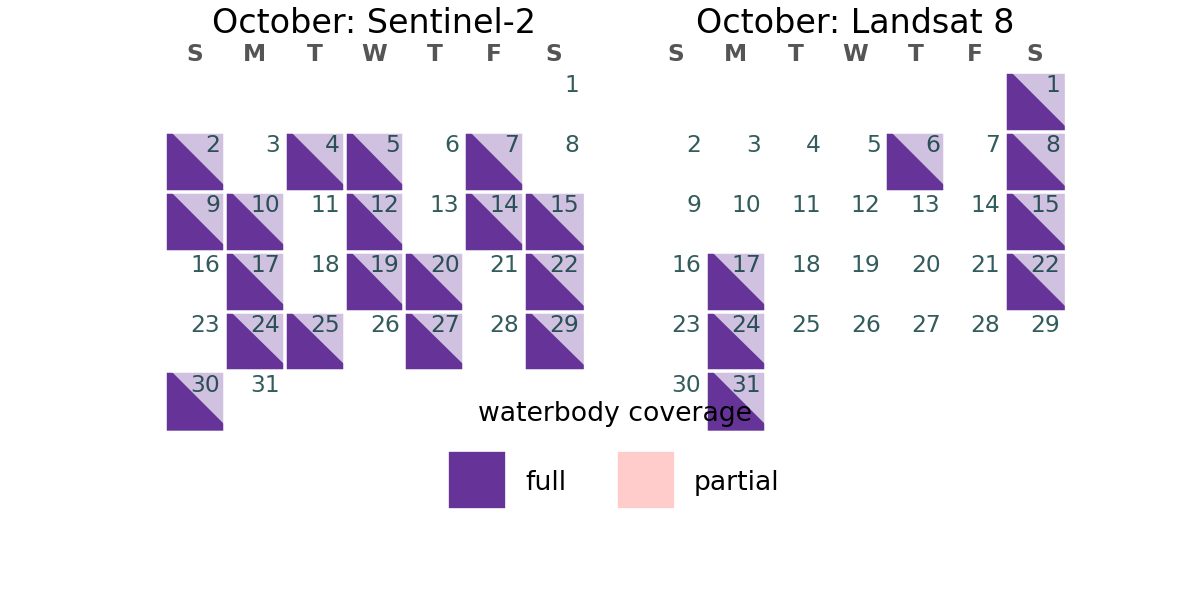 October: Sentinel-2
S M T W T F S
1
2 3 4 5 6 7 8
9 10 11 12 13 14 15
16 17 18 19 20 21 22
23 24 25 26 27 28 29
30 31
October: Landsat 8
S M T W T F S
1
2 3 4 5 6 7 8
9 10 11 12 13 14 15
16 17 18 19 20 21 22
23 24 25 26 27 28 29
30 31
waterbody coverage
full partial